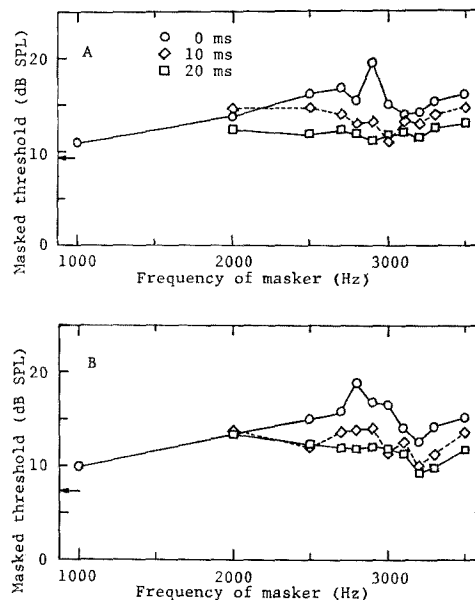 A
0 ms
10 ms
20 ms
Masked threshold (dB SPL)
20
10
0
1000
2000
3000
Frequency of masker (Hz)
B
Masked threshold (dB SPL)
20
10
0
1000
2000
3000
Frequency of masker (Hz)